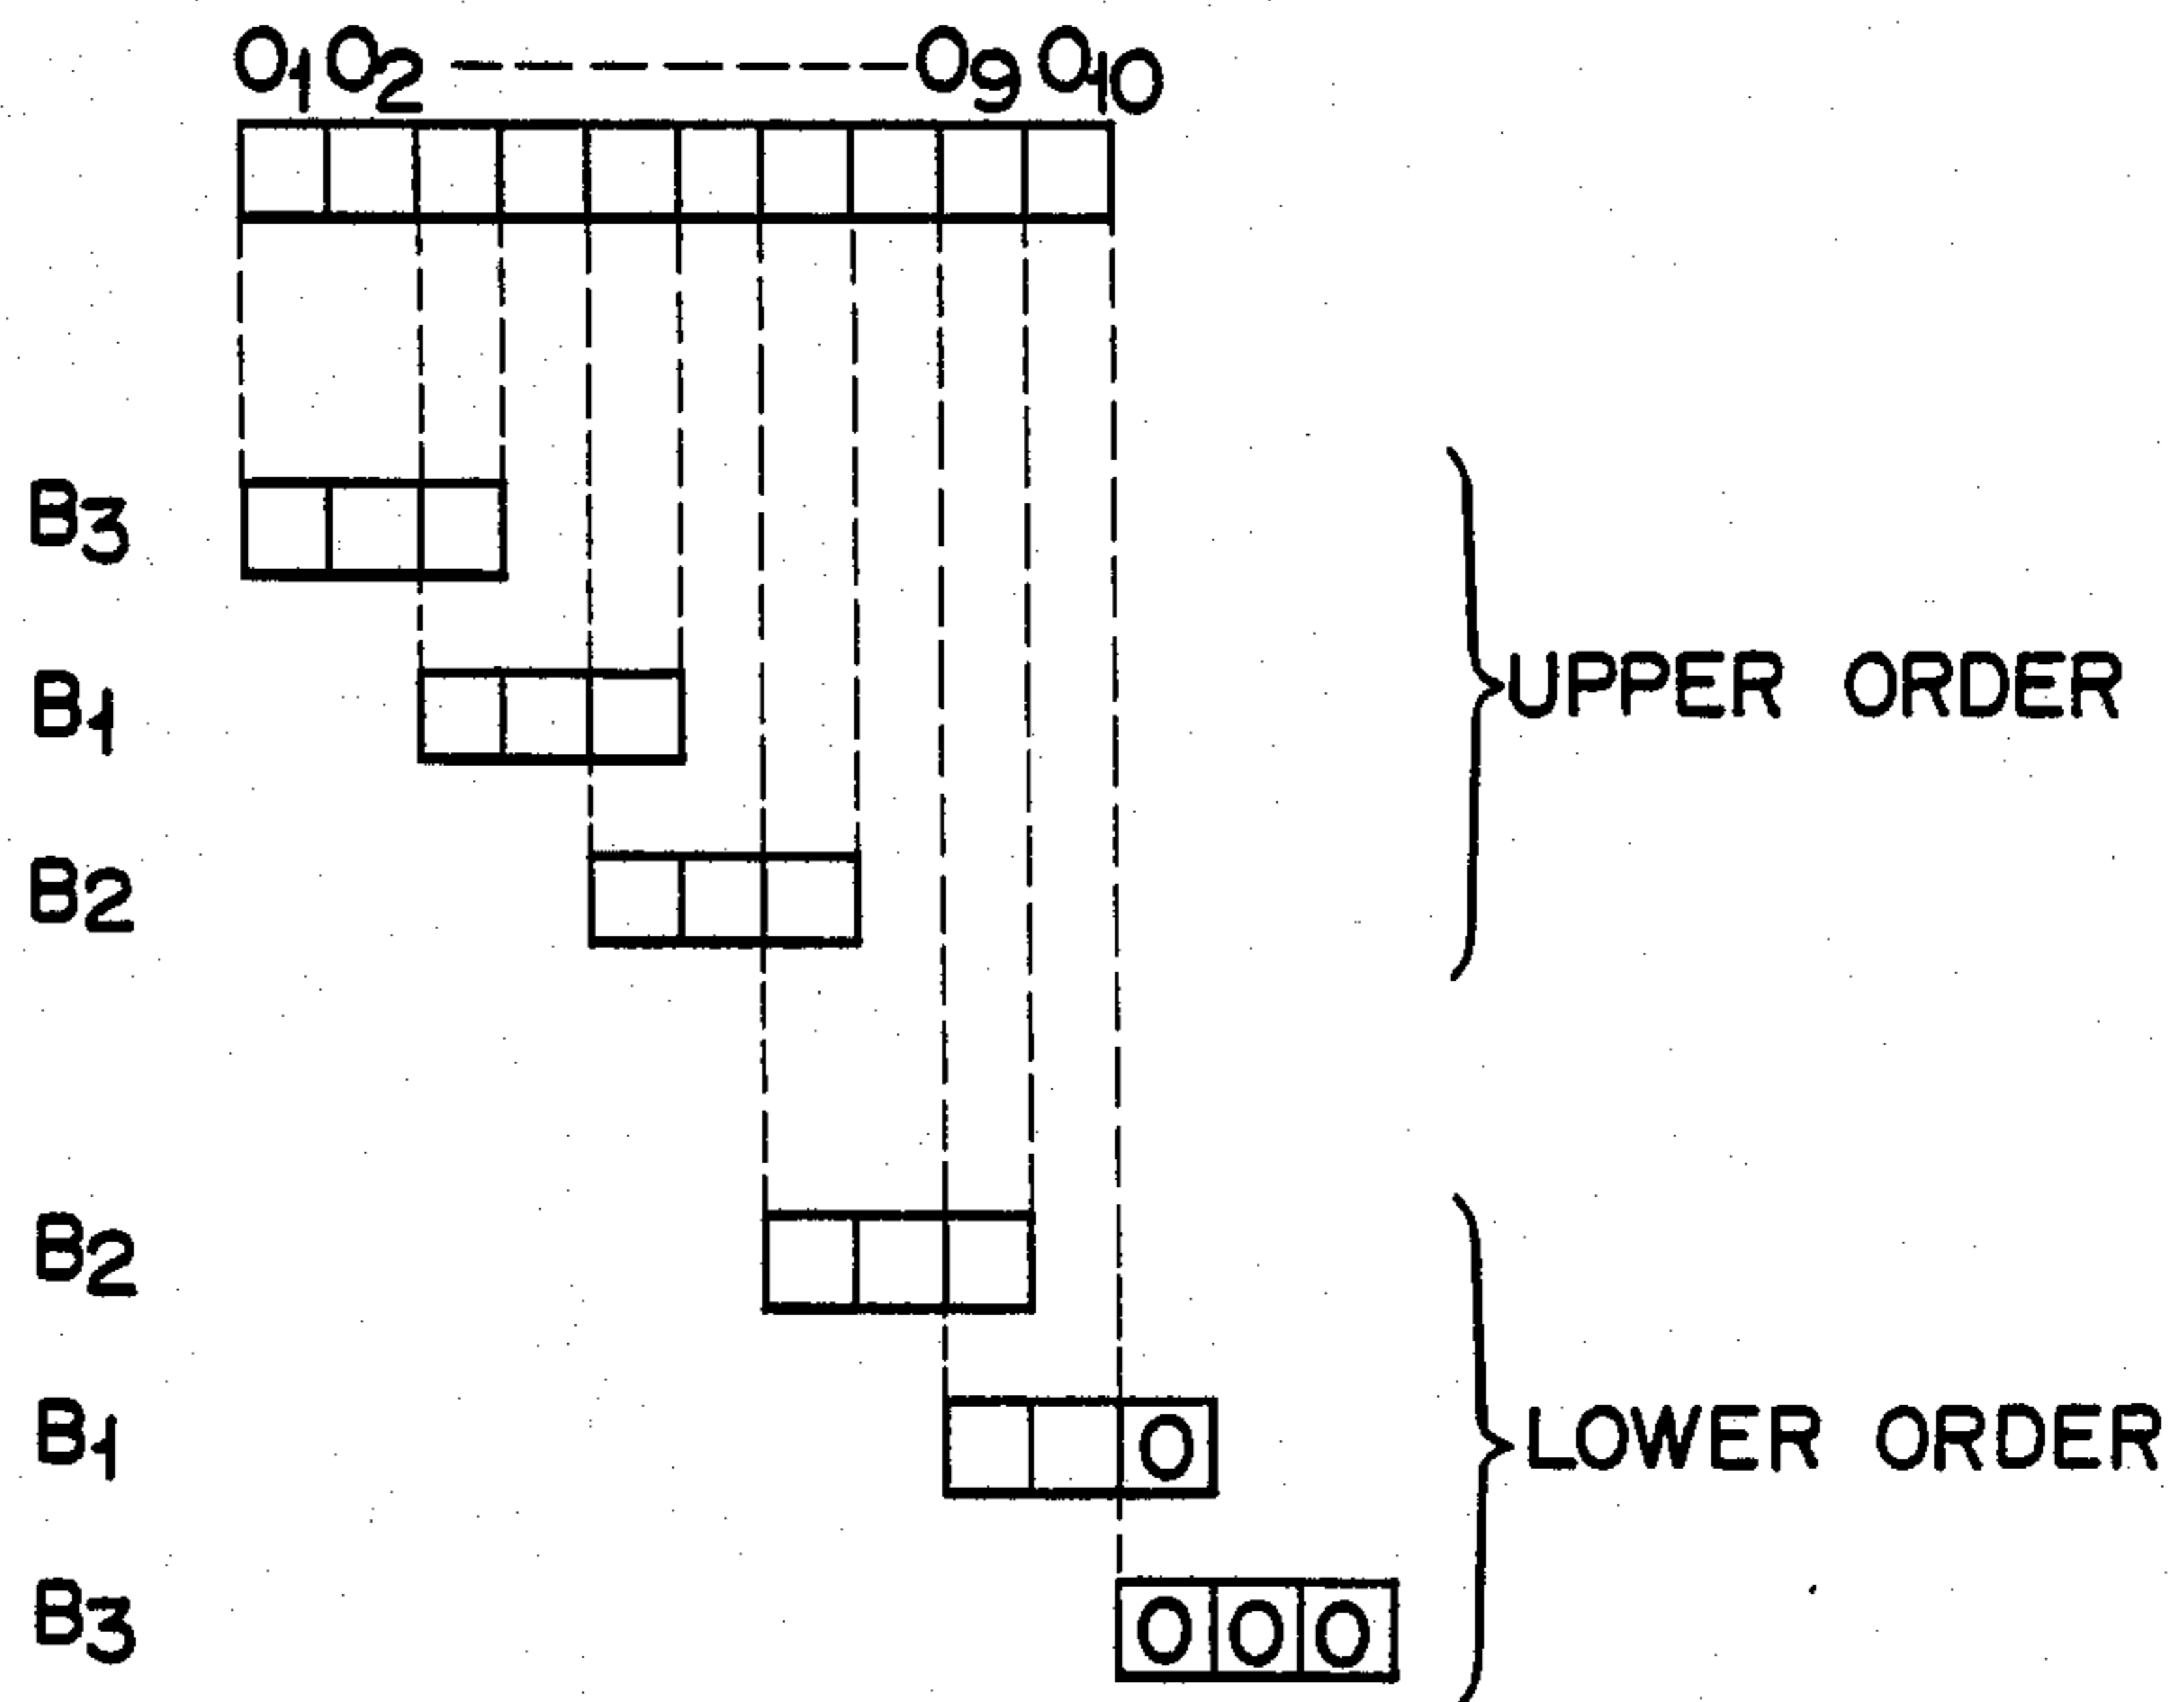 O1 O2 ------- O9 O10
B3
B1
UPPER ORDER
B2
B2
B1 0
LOWER ORDER
B3 0 0 0